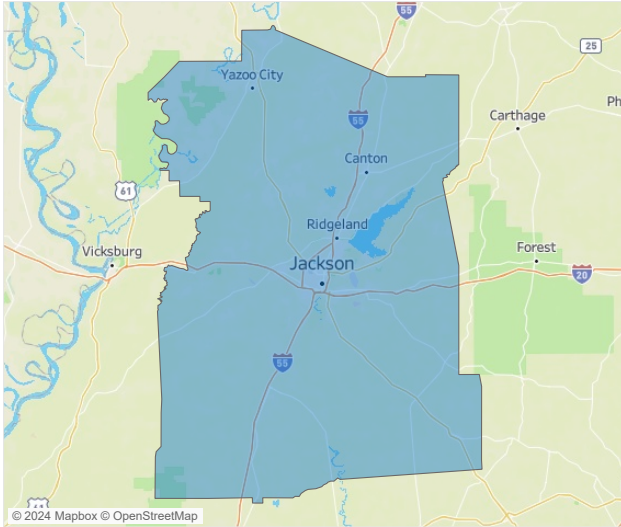 55
25
Yazoo City
Carthage
Ph
55
Canton
61
Ridgeland
Vicksburg
Forest
Jackson
20
55
© 2024 Mapbox © OpenStreetMap